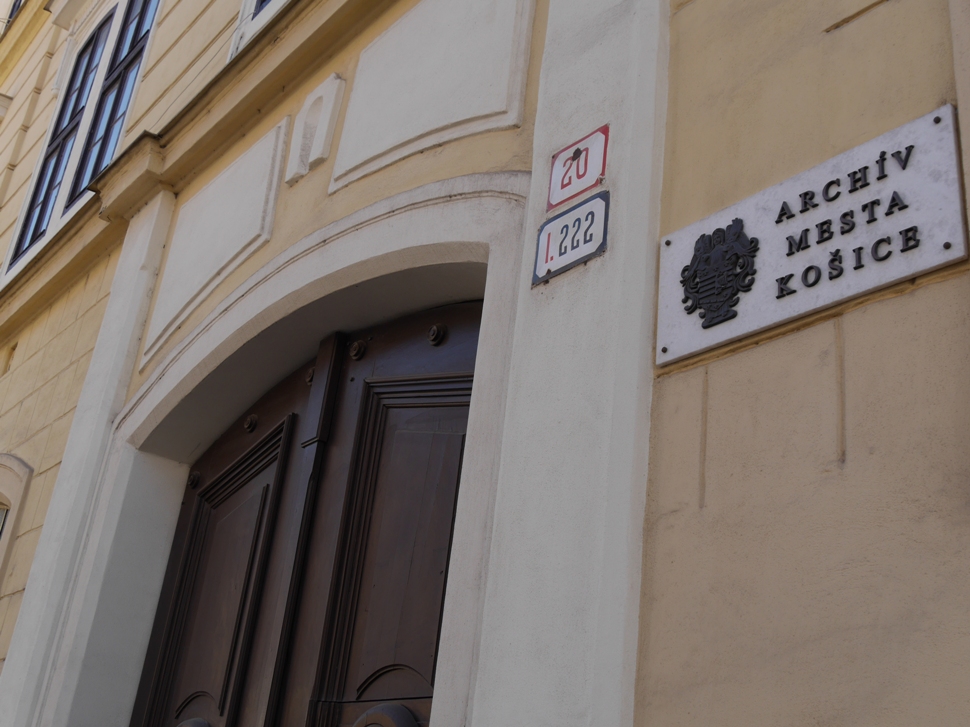 20
I. 222
ARCHÍV
MESTA
KOŠICE